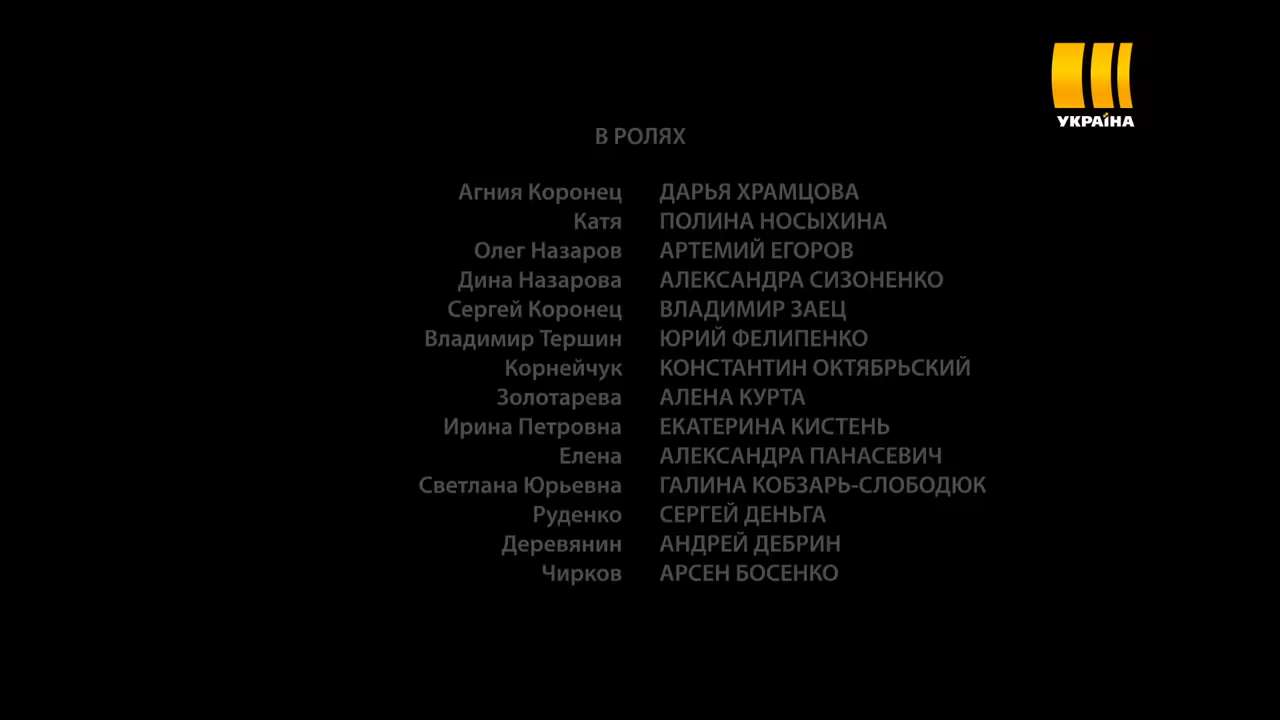 УКРАЇНА
В РОЛЯХ
Агния Коронец ДАРЬЯ ХРАМЦОВА
Катя ПОЛИНА НОСЫХИНА
Олег Назаров АРТЕМИЙ ЕГОРОВ
Дина Назарова АЛЕКСАНДРА СИЗОНЕНКО
Сергей Коронец ВЛАДИМИР ЗАЕЦ
Владимир Тершин ЮРИЙ ФЕЛИПЕНКО
Корнейчук КОНСТАНТИН ОКТЯБРЬСКИЙ
Золотарева АЛЕНА КУРТА
Ирина Петровна ЕКАТЕРИНА КИСТЕНЬ
Елена АЛЕКСАНДРА ПАНАСЕВИЧ
Светлана Юрьевна ГАЛИНА КОБЗАРЬ-СЛОБОДЮК
Руденко СЕРГЕЙ ДЕНЬГА
Деревянин АНДРЕЙ ДЕБРИН
Чирков АРСЕН БОСЕНКО